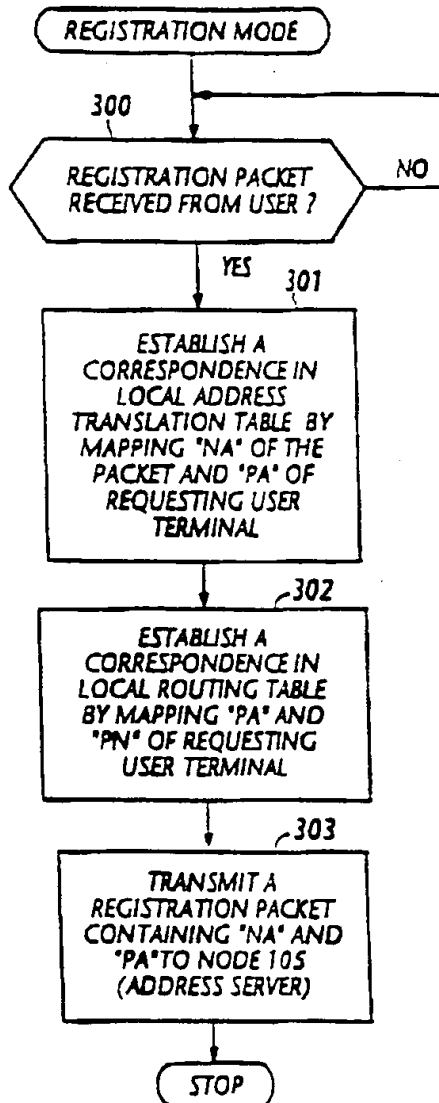 REGISTRATION MODE
300
REGISTRATION PACKET
RECEIVED FROM USER ?
NO
YES
301
ESTABLISH A
CORRESPONDENCE IN
LOCAL ADDRESS
TRANSLATION TABLE BY
MAPPING "NA" OF THE
PACKET AND "PA" OF
REQUESTING USER
TERMINAL
302
ESTABLISH A
CORRESPONDENCE IN
LOCAL ROUTING TABLE
BY MAPPING "PA" AND
"PN" OF REQUESTING
USER TERMINAL
303
TRANSMIT A
REGISTRATION PACKET
CONTAINING "NA" AND
"PA" TO NODE 105
(ADDRESS SERVER)
STOP